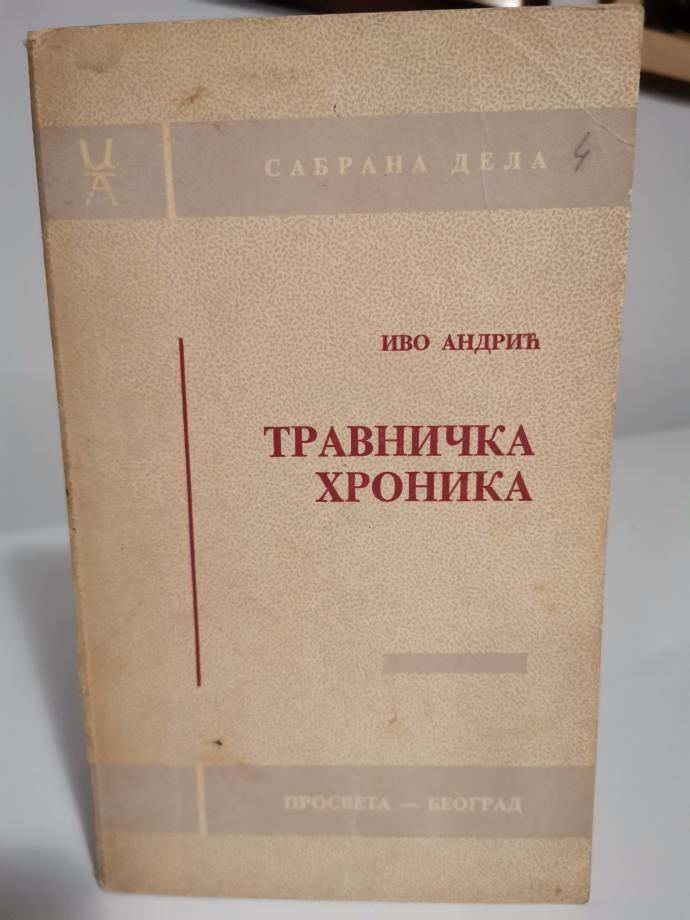 ИА
САБРАНА ДЕЛА 4
ИВО АНДРИЋ
ТРАВНИЧКА
ХРОНИКА
ПРОСВЕТА — БЕОГРАД